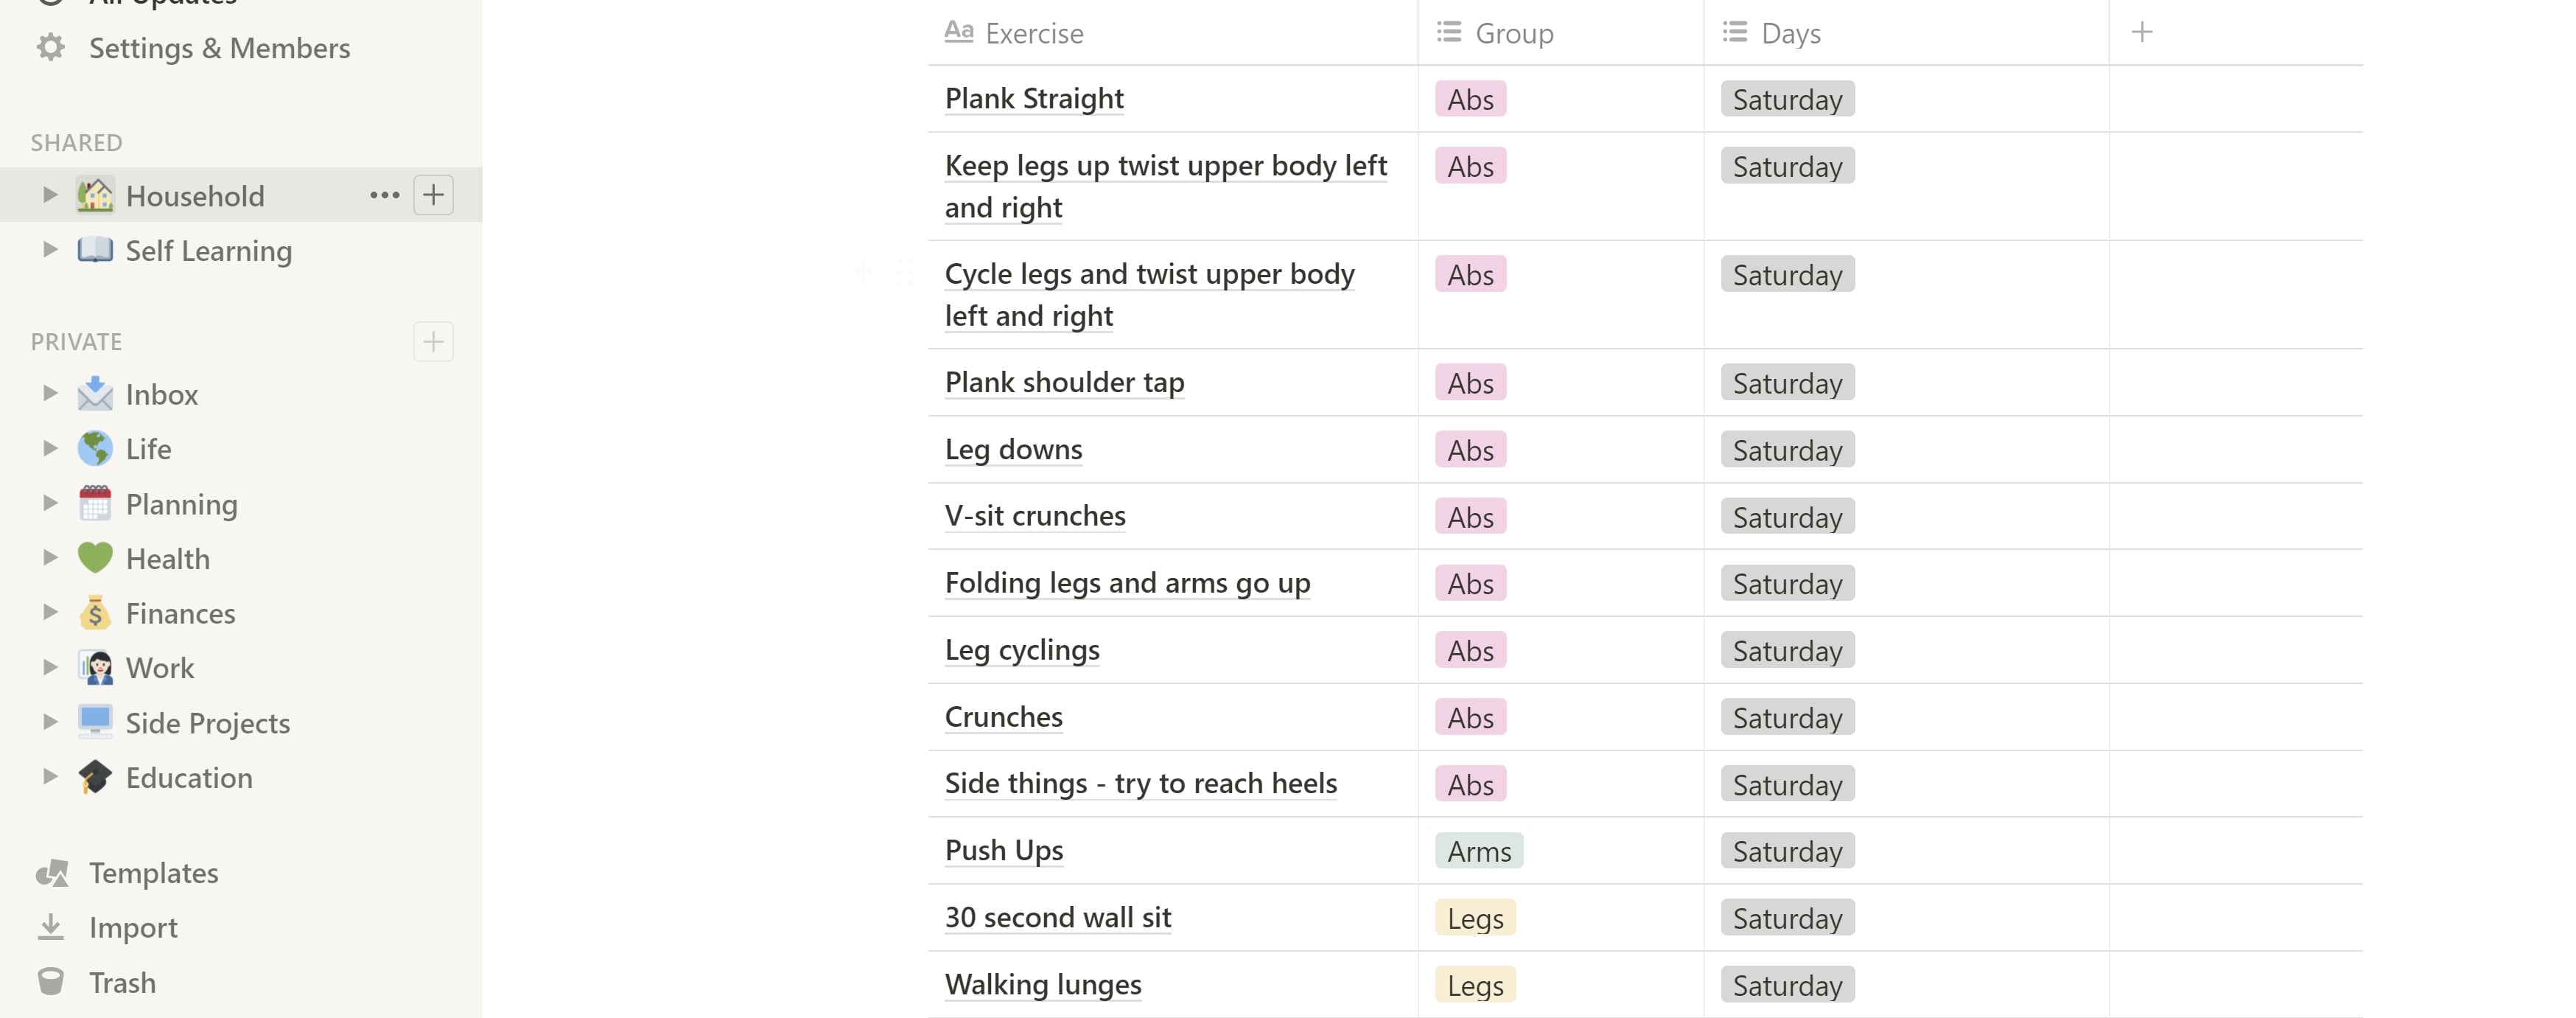 All Updates
Settings & Members
SHARED
Household
Self Learning
PRIVATE
Inbox
Life
Planning
Health
Finances
Work
Side Projects
Education
Templates
Import
Trash
Aa Exercise Group Days
Plank Straight Abs Saturday
Keep legs up twist upper body left Abs Saturday
and right
Cycle legs and twist upper body Abs Saturday
left and right
Plank shoulder tap Abs Saturday
Leg downs Abs Saturday
V-sit crunches Abs Saturday
Folding legs and arms go up Abs Saturday
Leg cyclings Abs Saturday
Crunches Abs Saturday
Side things - try to reach heels Abs Saturday
Push Ups Arms Saturday
30 second wall sit Legs Saturday
Walking lunges Legs Saturday